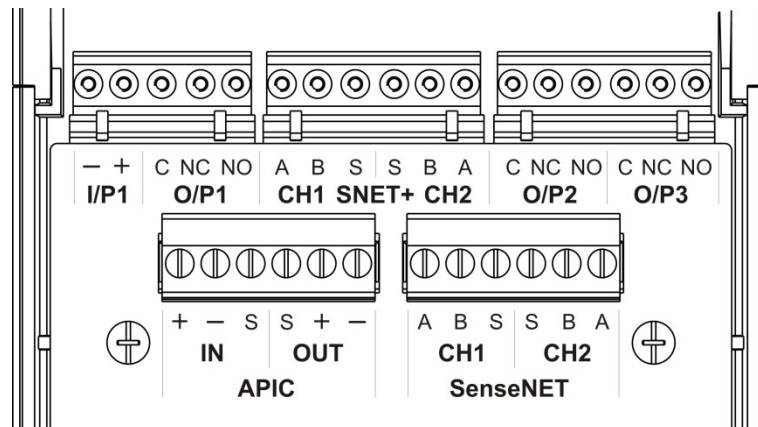 − + C NC NO A B S S B A C NC NO C NC NO
I/P1 O/P1 CH1 SNET+ CH2 O/P2 O/P3
+ − S S + − A B S S B A
IN OUT CH1 CH2
APIC SenseNET